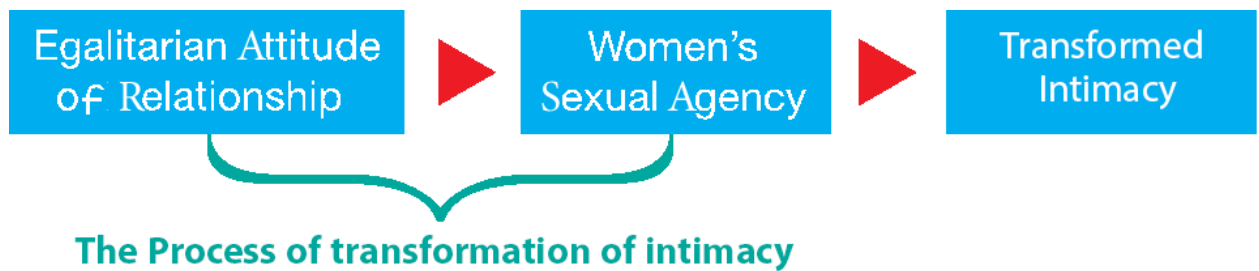 Egalitarian Attitude
of Relationship
Women's
Sexual Agency
Transformed
Intimacy
The Process of transformation of intimacy